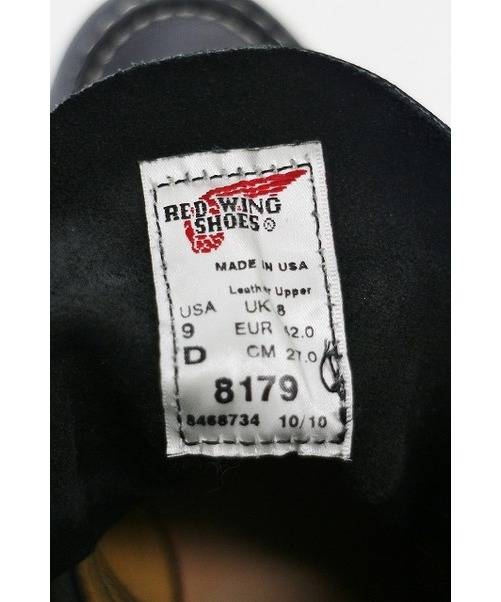 RED WING
SHOES®
MADE IN USA
Leather Upper
USA UK 8
9 EUR 42.0
D CM 27.0
8179
8468734 10/10